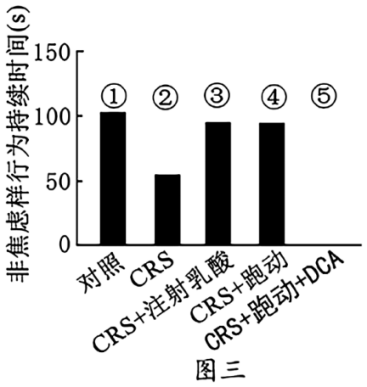 非焦虑样行为持续时间(s)
150
100
50
0
① ② ③ ④ ⑤
对照
CRS
CRS+注射乳酸
CRS+跑动
CRS+跑动+DCA
图三